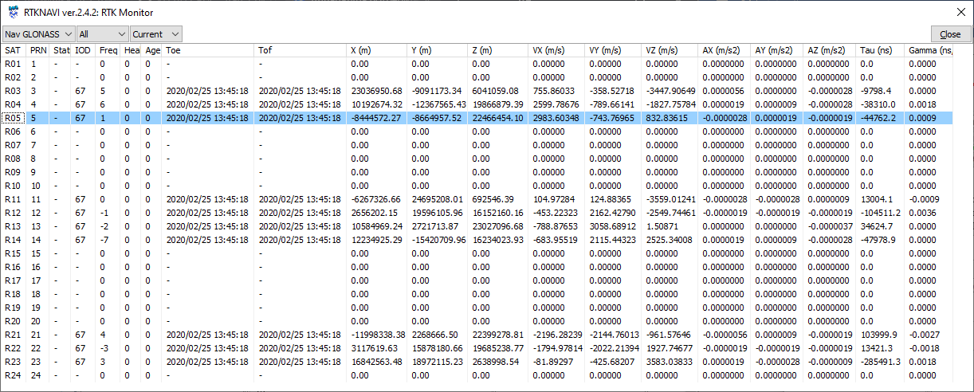 RTKNAVI ver.2.4.2: RTK Monitor
Nav GLONASS All Current Close
SAT PRN Stat IOD Freq Hea Age Toe Tof X (m) Y (m) Z (m) VX (m/s) VY (m/s) VZ (m/s) AX (m/s2) AY (m/s2) AZ (m/s2) Tau (ns) Gamma (ns,
R01 1 - - 0 0 0 - - 0.00 0.00 0.00 0.00000 0.00000 0.00000 0.0000000 0.0000000 0.0000000 0.0 0.0000
R02 2 - - 0 0 0 - - 0.00 0.00 0.00 0.00000 0.00000 0.00000 0.0000000 0.0000000 0.0000000 0.0 0.0000
R03 3 - 67 5 0 0 2020/02/25 13:45:18 2020/02/25 13:45:18 23036950.68 -9091173.34 6041059.08 755.86033 -358.52718 -3447.90649 0.0000056 0.0000000 0.0000000 -9798.4 0.0000
R04 4 - 67 6 0 0 2020/02/25 13:45:18 2020/02/25 13:45:18 10192674.32 -12367565.43 19866879.39 2599.78676 -789.66141 -1827.75784 0.0000019 0.0000009 -0.0000028 -38310.0 0.0018
R05 5 - 67 1 0 0 2020/02/25 13:45:18 2020/02/25 13:45:18 -8444572.27 -8664957.52 22466454.10 2983.60348 -743.76965 832.83615 -0.0000028 0.0000019 -0.0000019 -44762.2 0.0009
R06 6 - - 0 0 0 - - 0.00 0.00 0.00 0.00000 0.00000 0.00000 0.0000000 0.0000000 0.0000000 0.0 0.0000
R07 7 - - 0 0 0 - - 0.00 0.00 0.00 0.00000 0.00000 0.00000 0.0000000 0.0000000 0.0000000 0.0 0.0000
R08 8 - - 0 0 0 - - 0.00 0.00 0.00 0.00000 0.00000 0.00000 0.0000000 0.0000000 0.0000000 0.0 0.0000
R09 9 - - 0 0 0 - - 0.00 0.00 0.00 0.00000 0.00000 0.00000 0.0000000 0.0000000 0.0000000 0.0 0.0000
R10 10 - - 0 0 0 - - 0.00 0.00 0.00 0.00000 0.00000 0.00000 0.0000000 0.0000000 0.0000000 0.0 0.0000
R11 11 - 67 0 0 0 2020/02/25 13:45:18 2020/02/25 13:45:18 -6267326.66 24695208.01 692546.39 104.97284 124.88365 -3559.01241 -0.0000028 -0.0000028 0.0000000 13004.1 -0.0009
R12 12 - 67 -1 0 0 2020/02/25 13:45:18 2020/02/25 13:45:18 2656202.15 19596105.96 16152160.16 -453.22323 2162.42790 -2549.74461 -0.0000019 0.0000000 -0.0000019 -104511.2 0.0036
R13 13 - 67 -2 0 0 2020/02/25 13:45:18 2020/02/25 13:45:18 10584969.24 2721713.87 23027096.68 -788.87653 3058.68912 1.50871 0.0000000 0.0000000 -0.0000037 34624.7 0.0000
R14 14 - 67 -7 0 0 2020/02/25 13:45:18 2020/02/25 13:45:18 12234925.29 -15420709.96 16234023.93 -683.95519 2115.44323 2525.34008 0.0000019 0.0000009 -0.0000028 -47978.9 0.0000
R15 15 - - 0 0 0 - - 0.00 0.00 0.00 0.00000 0.00000 0.00000 0.0000000 0.0000000 0.0000000 0.0 0.0000
R16 16 - - 0 0 0 - - 0.00 0.00 0.00 0.00000 0.00000 0.00000 0.0000000 0.0000000 0.0000000 0.0 0.0000
R17 17 - - 0 0 0 - - 0.00 0.00 0.00 0.00000 0.00000 0.00000 0.0000000 0.0000000 0.0000000 0.0 0.0000
R18 18 - - 0 0 0 - - 0.00 0.00 0.00 0.00000 0.00000 0.00000 0.0000000 0.0000000 0.0000000 0.0 0.0000
R19 19 - - 0 0 0 - - 0.00 0.00 0.00 0.00000 0.00000 0.00000 0.0000000 0.0000000 0.0000000 0.0 0.0000
R20 20 - - 0 0 0 - - 0.00 0.00 0.00 0.00000 0.00000 0.00000 0.0000000 0.0000000 0.0000000 0.0 0.0000
R21 21 - 67 4 0 0 2020/02/25 13:45:18 2020/02/25 13:45:18 -11998338.38 2268666.50 22399278.81 -2196.28239 -2144.76013 -961.57646 -0.0000056 0.0000009 -0.0000019 103999.9 -0.0027
R22 22 - 67 -3 0 0 2020/02/25 13:45:18 2020/02/25 13:45:18 3117619.63 15878180.66 19685238.77 -1794.97814 -2022.21394 1927.74677 -0.0000019 0.0000000 -0.0000019 13421.3 -0.0018
R23 23 - 67 3 0 0 2020/02/25 13:45:18 2020/02/25 13:45:18 16842563.48 18972115.23 2638998.54 -81.89297 -425.68207 3583.03833 0.0000019 -0.0000028 -0.0000009 -285491.3 0.0018
R24 24 - - 0 0 0 - - 0.00 0.00 0.00 0.00000 0.00000 0.00000 0.0000000 0.0000000 0.0000000 0.0 0.0000